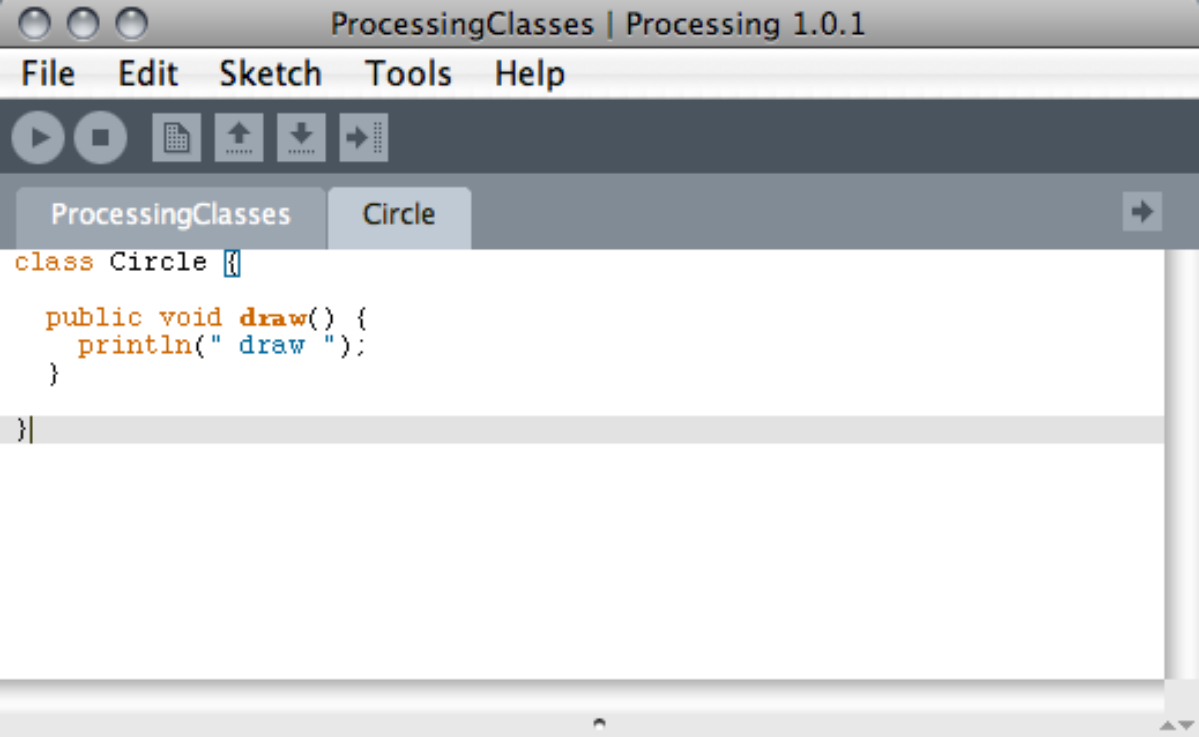 ProcessingClasses | Processing 1.0.1
File Edit Sketch Tools Help
ProcessingClasses Circle
class Circle {
  public void draw() {
    println(" draw ");
  }
}